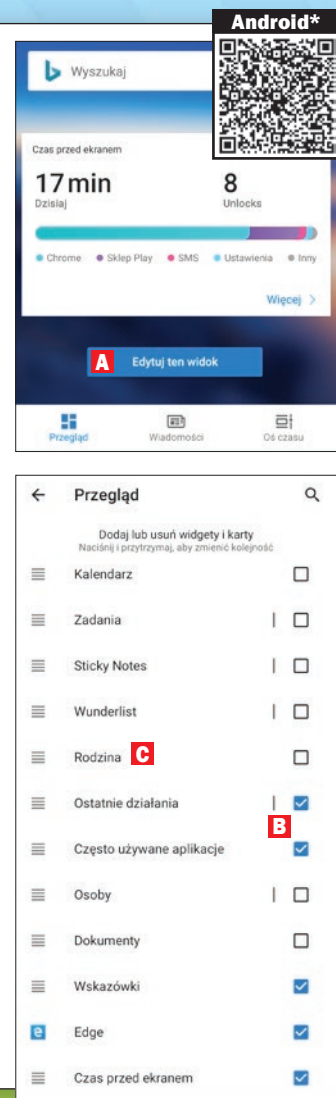 Android*
Wyszukaj
Czas przed ekranem
17 min
8
Dzisiaj
Unlocks
Chrome
Sklep Play
SMS
Ustawienia
Inny
Więcej
A
Edytuj ten widok
Przegląd
Wiadomości
Oś czasu
Przegląd
Dodaj lub usuń widgety i karty
Naciśnij i przytrzymaj, aby zmienić kolejność
Kalendarz
Zadania
Sticky Notes
Wunderlist
Rodzina C
Ostatnie działania
B
Często używane aplikacje
Osoby
Dokumenty
Wskazówki
Edge
Czas przed ekranem